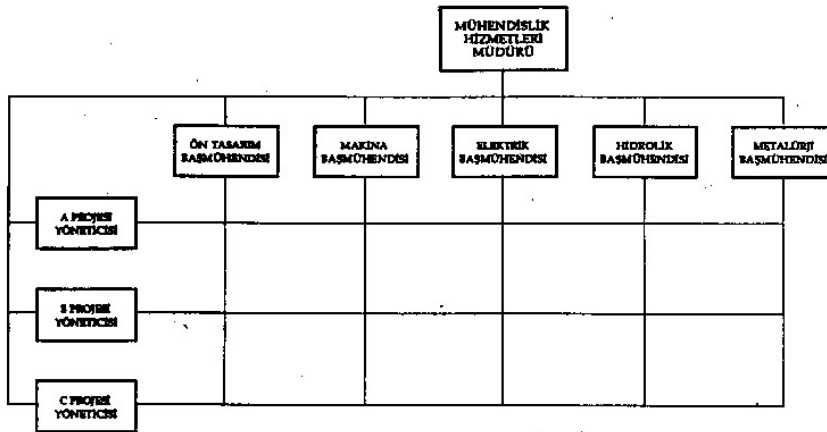 MÜHENDİSLİK
HİZMETLERİ
MÜDÜRÜ
ÖN TASARIM
BAŞMÜHENDİSİ
MAKİNA
BAŞMÜHENDİSİ
ELEKTRİK
BAŞMÜHENDİSİ
HİDROLİK
BAŞMÜHENDİSİ
METALÜRJİ
BAŞMÜHENDİSİ
A PROJESİ
YÖNETİCİSİ
B PROJESİ
YÖNETİCİSİ
C PROJESİ
YÖNETİCİSİ